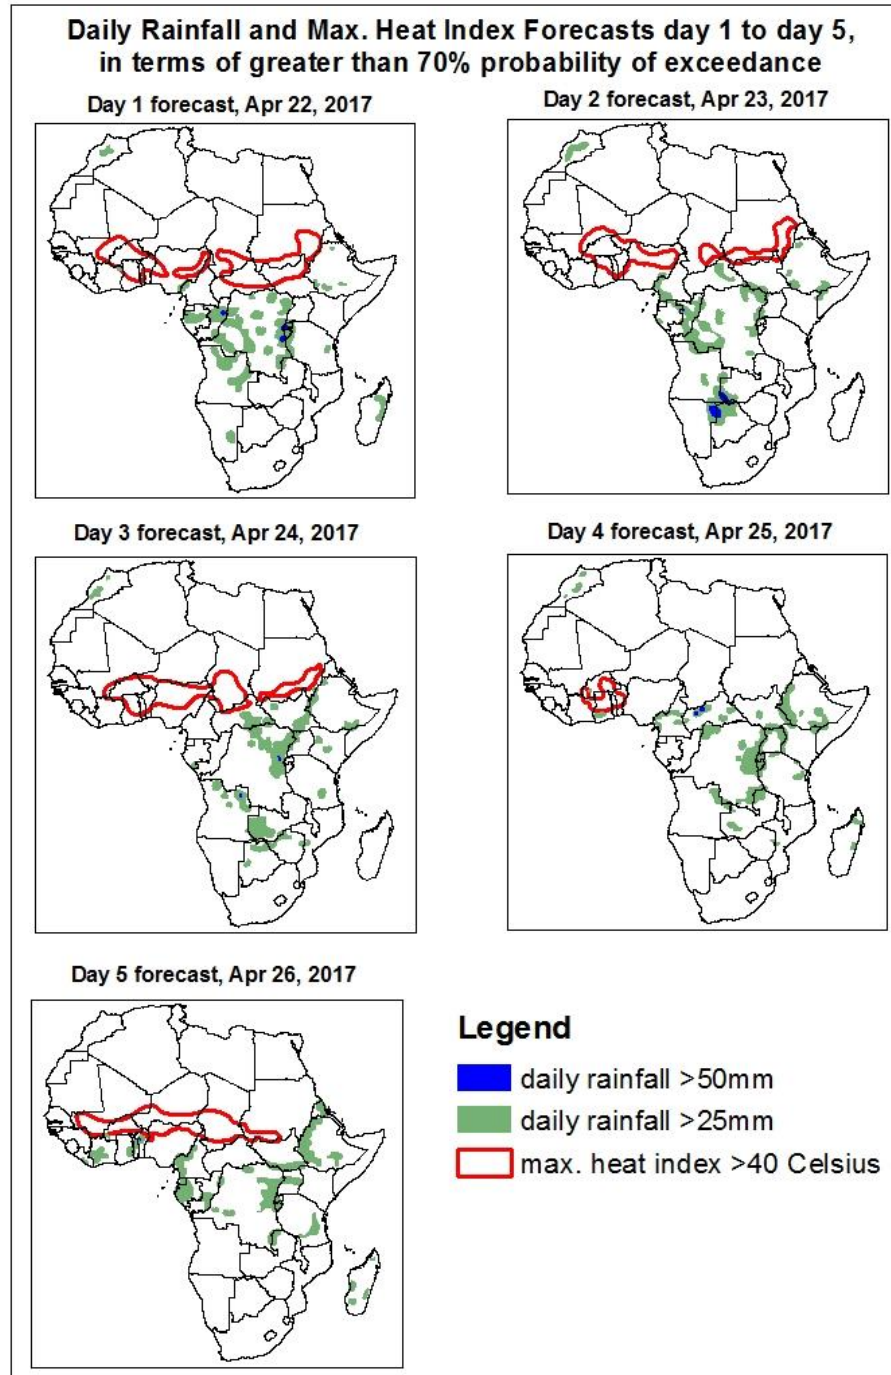 Daily Rainfall and Max. Heat Index Forecasts day 1 to day 5,
in terms of greater than 70% probability of exceedance
Day 1 forecast, Apr 22, 2017
Day 2 forecast, Apr 23, 2017
Day 3 forecast, Apr 24, 2017
Day 4 forecast, Apr 25, 2017
Day 5 forecast, Apr 26, 2017
Legend
daily rainfall >50mm
daily rainfall >25mm
max. heat index >40 Celsius